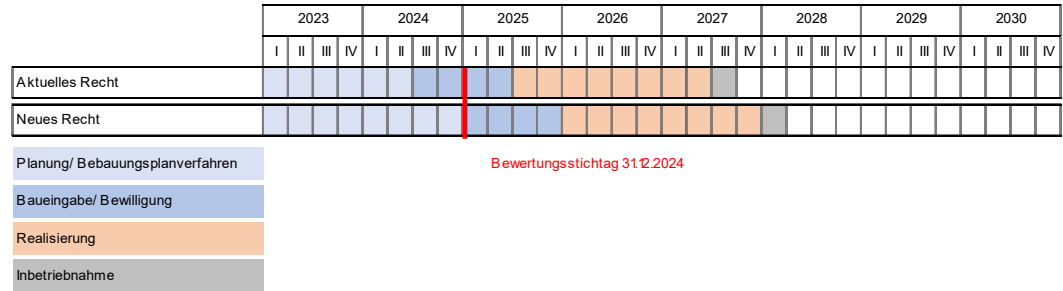 2023 2024 2025 2026 2027 2028 2029 2030
I II III IV I II III IV I II III IV I II III IV I II III IV I II III IV I II III IV I II III IV
Aktuelles Recht
Neues Recht
Planung/ Bebauungsplanverfahren
Bewertungsstichtag 31.12.2024
Baueingabe/ Bewilligung
Realisierung
Inbetriebnahme